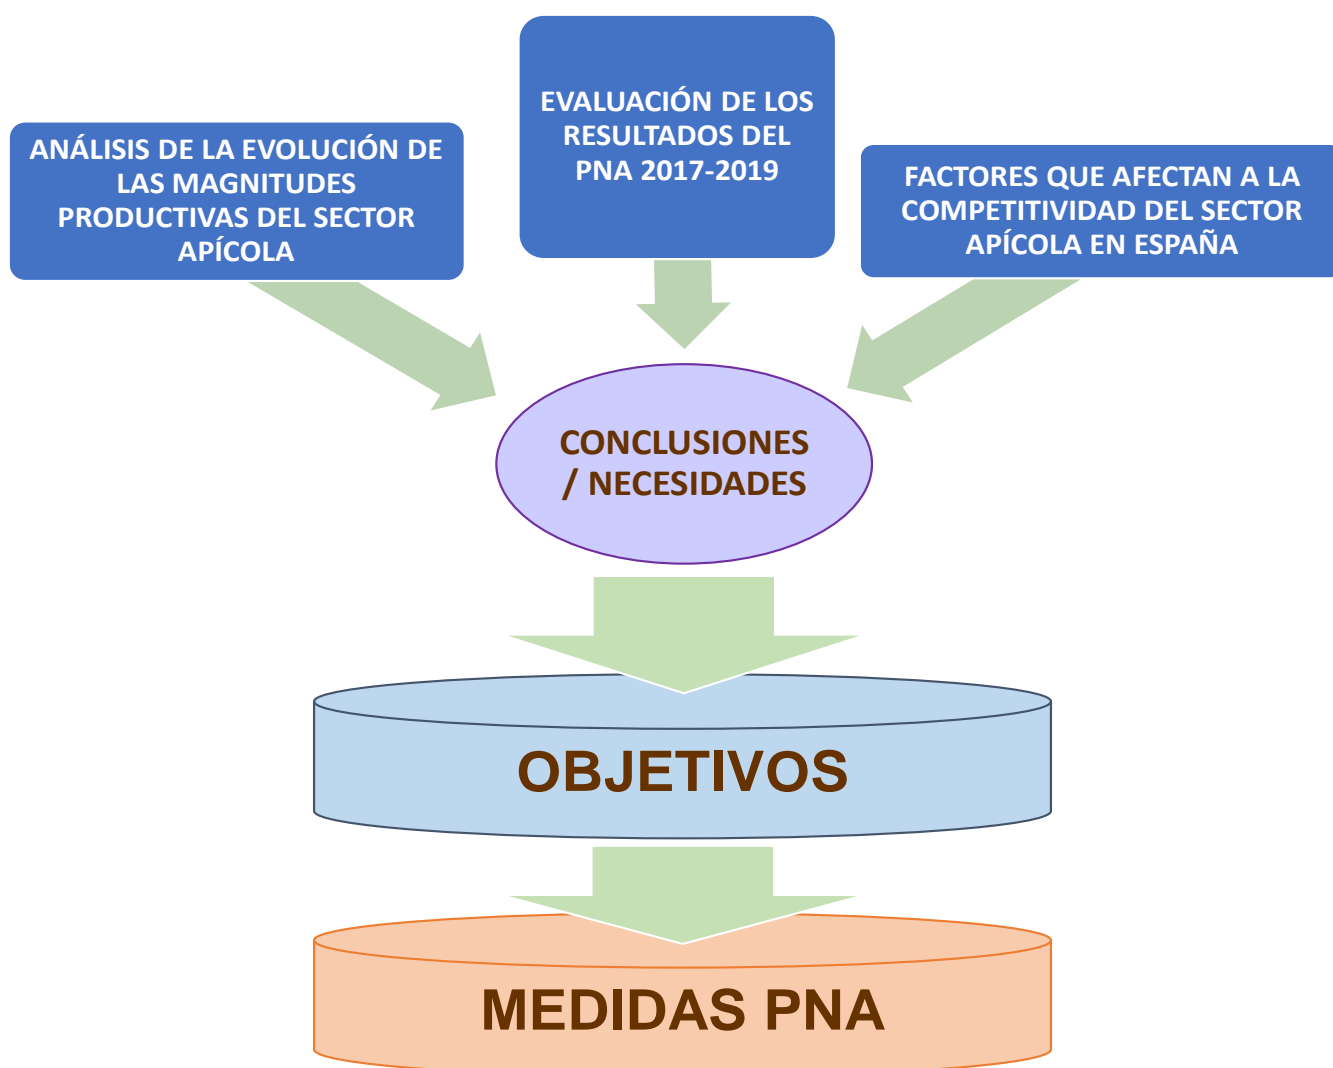 ANÁLISIS DE LA EVOLUCIÓN DE
LAS MAGNITUDES
PRODUCTIVAS DEL SECTOR
APÍCOLA
EVALUACIÓN DE LOS
RESULTADOS DEL
PNA 2017-2019
FACTORES QUE AFECTAN A LA
COMPETITIVIDAD DEL SECTOR
APÍCOLA EN ESPAÑA
CONCLUSIONES
/ NECESIDADES
OBJETIVOS
MEDIDAS PNA